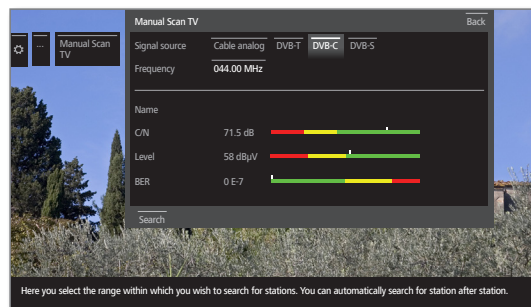 Manual Scan TV Back
... Manual Scan
TV
Signal source Cable analog DVB-T DVB-C DVB-S
Frequency 044.00 MHz
Name
C/N 71.5 dB
Level 58 dBµV
BER 0 E-7
Search
Here you select the range within which you wish to search for stations. You can automatically search for station after station.